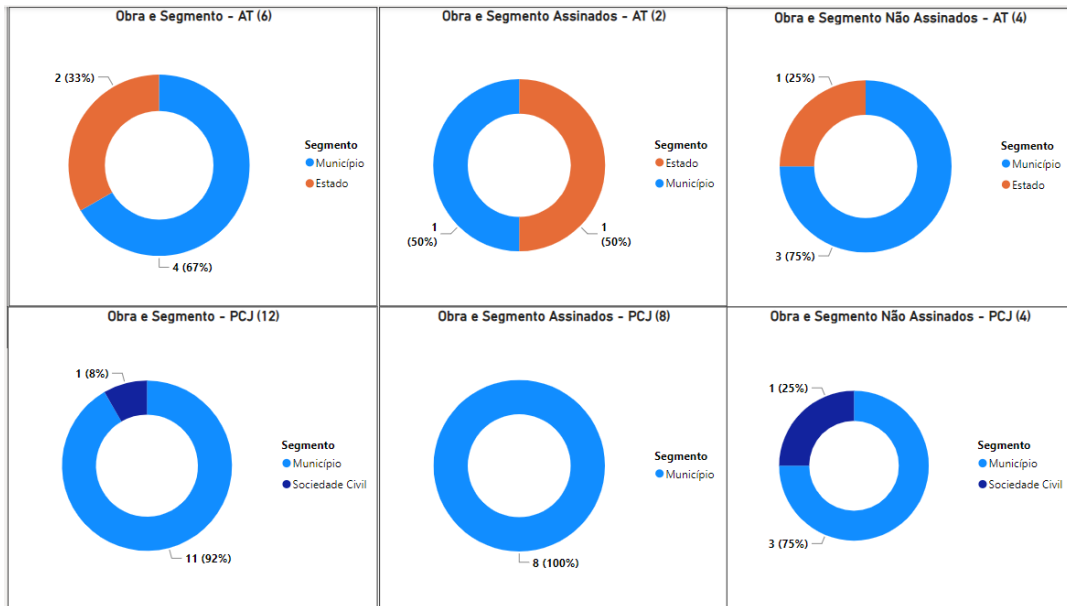 Obra e Segmento - AT (6)
2 (33%)
4 (67%)
Segmento
Município
Estado
Obra e Segmento Assinados - AT (2)
1
(50%)
1
(50%)
Segmento
Estado
Município
Obra e Segmento Não Assinados - AT (4)
1 (25%)
3 (75%)
Segmento
Município
Estado
Obra e Segmento - PCJ (12)
1 (8%)
11 (92%)
Segmento
Município
Sociedade Civil
Obra e Segmento Assinados - PCJ (8)
8 (100%)
Segmento
Município
Obra e Segmento Não Assinados - PCJ (4)
1 (25%)
3 (75%)
Segmento
Município
Sociedade Civil